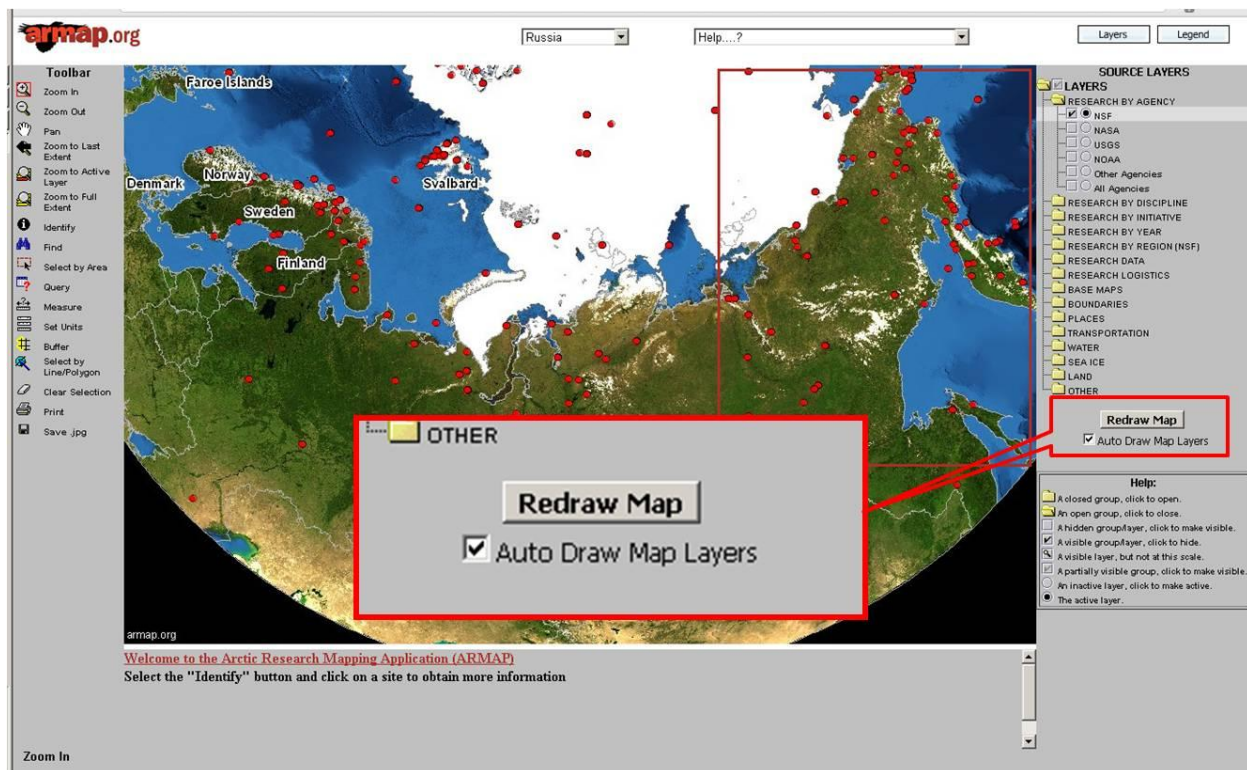 armap.org
Russia
Help....?
Layers
Legend
Toolbar
Zoom In
Zoom Out
Pan
Zoom to Last
Extent
Zoom to Active
Layer
Zoom to Full
Extent
Identify
Find
Select by Area
Query
Measure
Set Units
Buffer
Select by
Line/Polygon
Clear Selection
Print
Save .jpg
Faroe Islands
Denmark
Norway
Svalbard
Sweden
Finland
OTHER
Redraw Map
Auto Draw Map Layers
armap.org
SOURCE LAYERS
LAYERS
RESEARCH BY AGENCY
NSF
NASA
USGS
NOAA
Other Agencies
All Agencies
RESEARCH BY DISCIPLINE
RESEARCH BY INITIATIVE
RESEARCH BY YEAR
RESEARCH BY REGION (NSF)
RESEARCH DATA
RESEARCH LOGISTICS
BASE MAPS
BOUNDARIES
PLACES
TRANSPORTATION
WATER
SEA ICE
LAND
OTHER
Redraw Map
Auto Draw Map Layers
Help:
A closed group, click to open.
An open group, click to close.
A hidden group/layer, click to make visible.
A visible group/layer, click to hide.
A visible layer, but not at this scale.
A partially visible group, click to make visible.
An inactive layer, click to make active.
The active layer.
Welcome to the Arctic Research Mapping Application (ARMAP)
Select the "Identify" button and click on a site to obtain more information
Zoom In